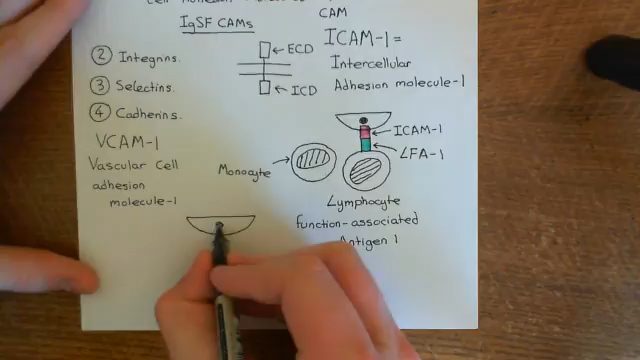 CAM
IgSF CAMs
ICAM-1 =
Intercellular
Adhesion molecule-1
② Integrins.
③ Selectins.
④ Cadherins.
ECD
ICD
VCAM-1
Vascular Cell
adhesion
molecule-1
Monocyte
ICAM-1
LFA-1
Lymphocyte
function-associated
Antigen 1